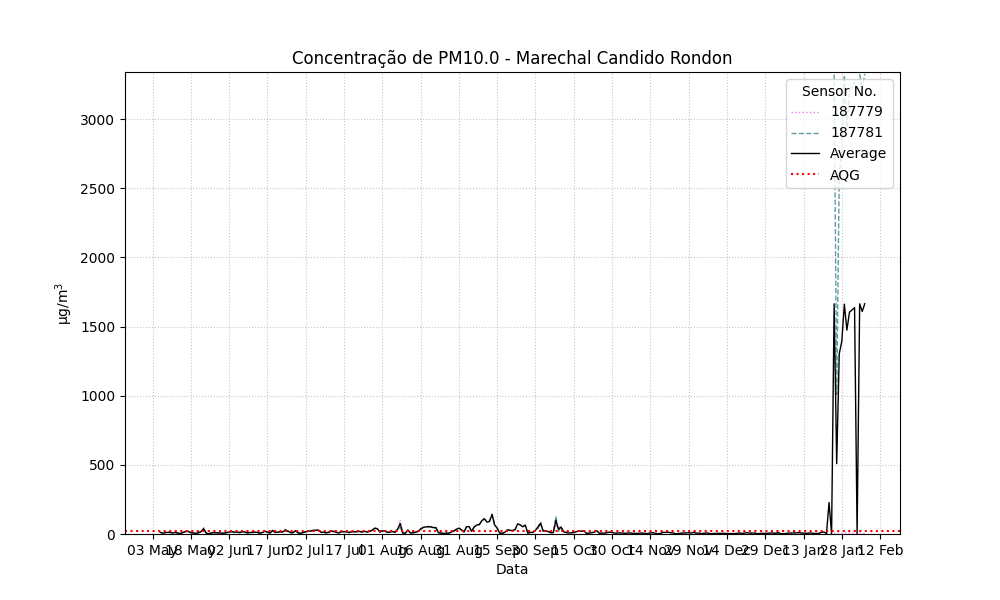 Concentração de PM10.0 - Marechal Candido Rondon
Sensor No.
187779
187781
Average
AQG
3000
2500
2000
1500
1000
500
0
µg/m³
03 May 18 May 02 Jun 17 Jun 02 Jul 17 Jul 01 Aug 16 Aug 31 Aug 15 Sep 30 Sep 15 Oct 30 Oct 14 Nov 29 Nov 14 Dec 29 Dec 13 Jan 28 Jan 12 Feb
Data